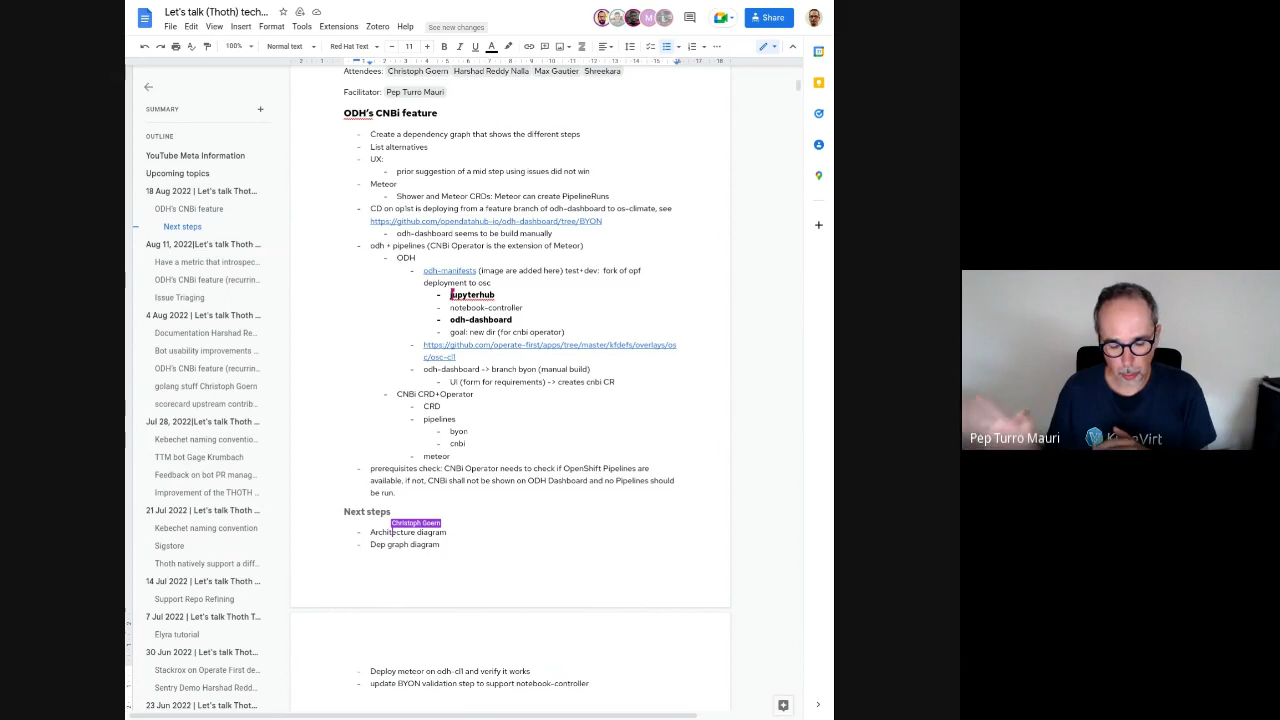 Let's talk (Thoth) tech...
File Edit View Insert Format Tools Extensions Zotero Help
See new changes
Share
100%
Normal text
Red Hat Text
11
SUMMARY
OUTLINE
YouTube Meta Information
Upcoming topics
18 Aug 2022 | Let's talk Thot...
ODH's CNBi feature
Next steps
Aug 11, 2022|Let's talk Thoth ...
Have a metric that introspec...
ODH's CNBi feature (recurrin...
Issue Triaging
4 Aug 2022 | Let's talk Thoth ...
Documentation Harshad Re...
Bot usability improvements ...
ODH's CNBi feature (recurrin...
golang stuff Christoph Goern
scorecard upstream contrib...
Jul 28, 2022|Let's talk Thoth ...
Kebechet naming conventio...
TTM bot Gage Krumbach
Feedback on bot PR manag...
Improvement of the THOTH ...
21 Jul 2022 | Let's talk Thoth ...
Kebechet naming convention
Sigstore
Thoth natively support a diff...
14 Jul 2022 | Let's talk Thoth ...
Support Repo Refining
7 Jul 2022 | Let's talk Thoth T...
Elyra tutorial
30 Jun 2022 | Let's talk Thoth ...
Stackrox on Operate First de...
Sentry Demo Harshad Redd...
23 Jun 2022 | Let's talk Thoth ...
Attendees: Christoph Goern Harshad Reddy Nalla Max Gautier Shreekara
Facilitator: Pep Turro Mauri
ODH's CNBi feature
- Create a dependency graph that shows the different steps
- List alternatives
- UX:
- prior suggestion of a mid step using issues did not win
- Meteor
- Shower and Meteor CRDs: Meteor can create PipelineRuns
- CD on op1st is deploying from a feature branch of odh-dashboard to os-climate, see
https://github.com/opendatahub-io/odh-dashboard/tree/BYON
- odh-dashboard seems to be build manually
- odh + pipelines (CNBi Operator is the extension of Meteor)
- ODH
- odh-manifests (image are added here) test+dev: fork of opf
deployment to osc
- jupyterhub
- notebook-controller
- odh-dashboard
- goal: new dir (for cnbi operator)
- https://github.com/operate-first/apps/tree/master/kfdefs/overlays/os
c/osc-cl1
- odh-dashboard -> branch byon (manual build)
- UI (form for requirements) -> creates cnbi CR
- CNBi CRD+Operator
- CRD
- pipelines
- byon
- cnbi
- meteor
- prerequisites check: CNBi Operator needs to check if OpenShift Pipelines are
available, if not, CNBi shall not be shown on ODH Dashboard and no Pipelines should
be run.
Next steps
Christoph Goern
- Architecture diagram
- Dep graph diagram
- Deploy meteor on odh-cl1 and verify it works
- update BYON validation step to support notebook-controller
Pep Turro Mauri